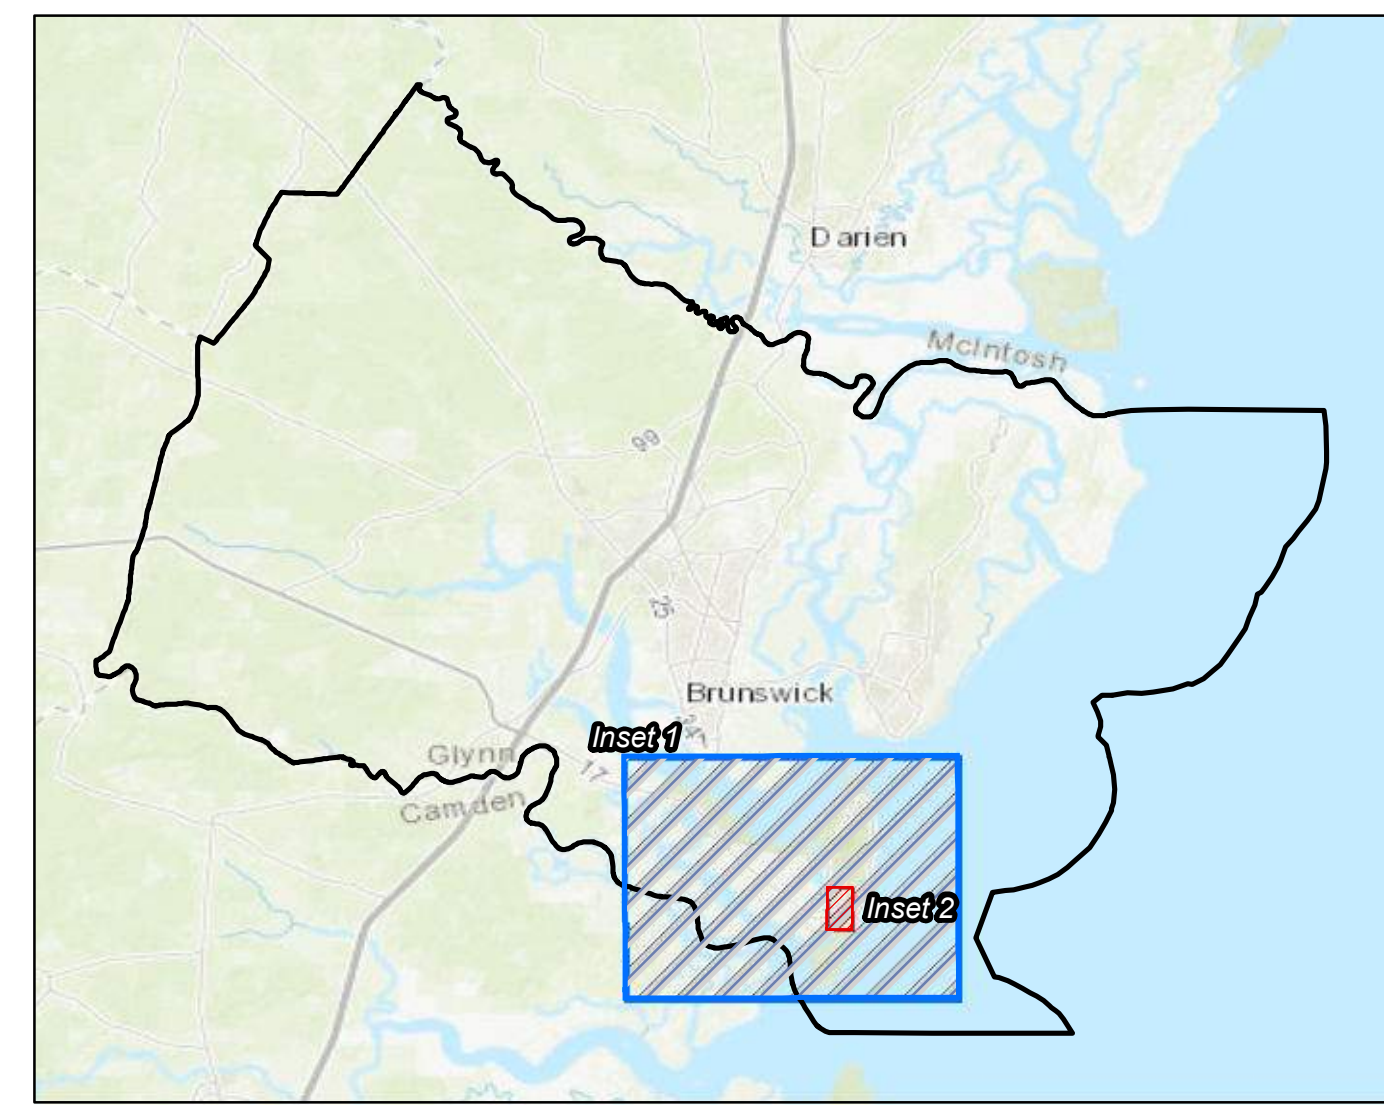 Darien
McIntosh
99
25
Brunswick
Inset 1
Glynn
17
Camden
Inset 2